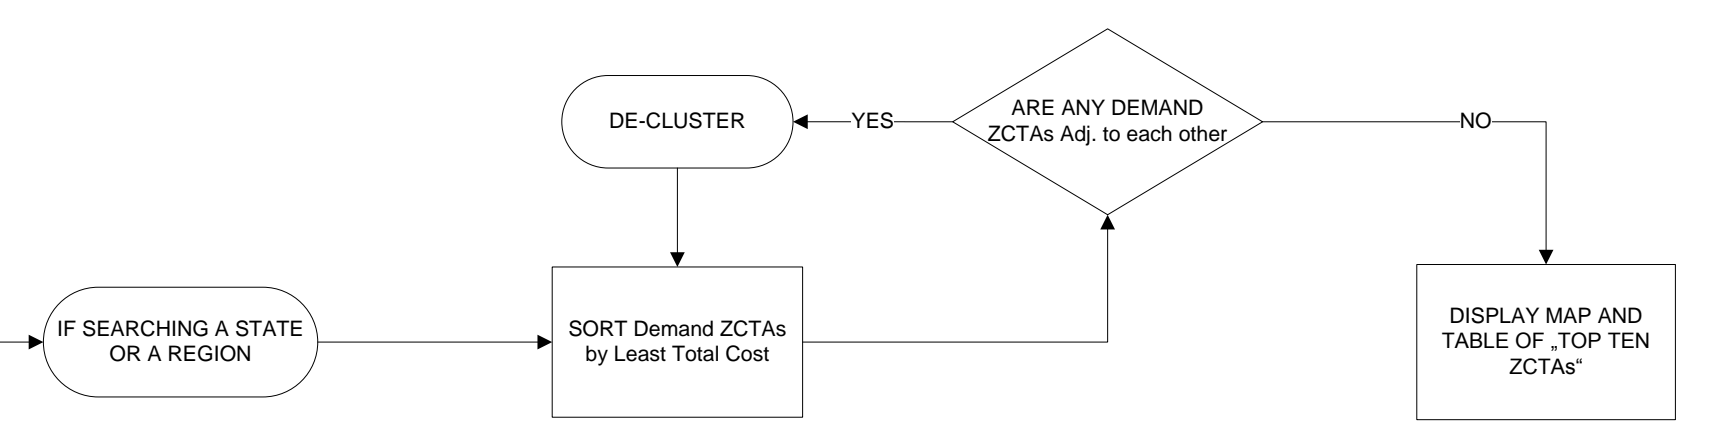 ARE ANY DEMAND
ZCTAs Adj. to each other
DE-CLUSTER
YES
NO
IF SEARCHING A STATE
OR A REGION
SORT Demand ZCTAs
by Least Total Cost
DISPLAY MAP AND
TABLE OF „TOP TEN
ZCTAs“